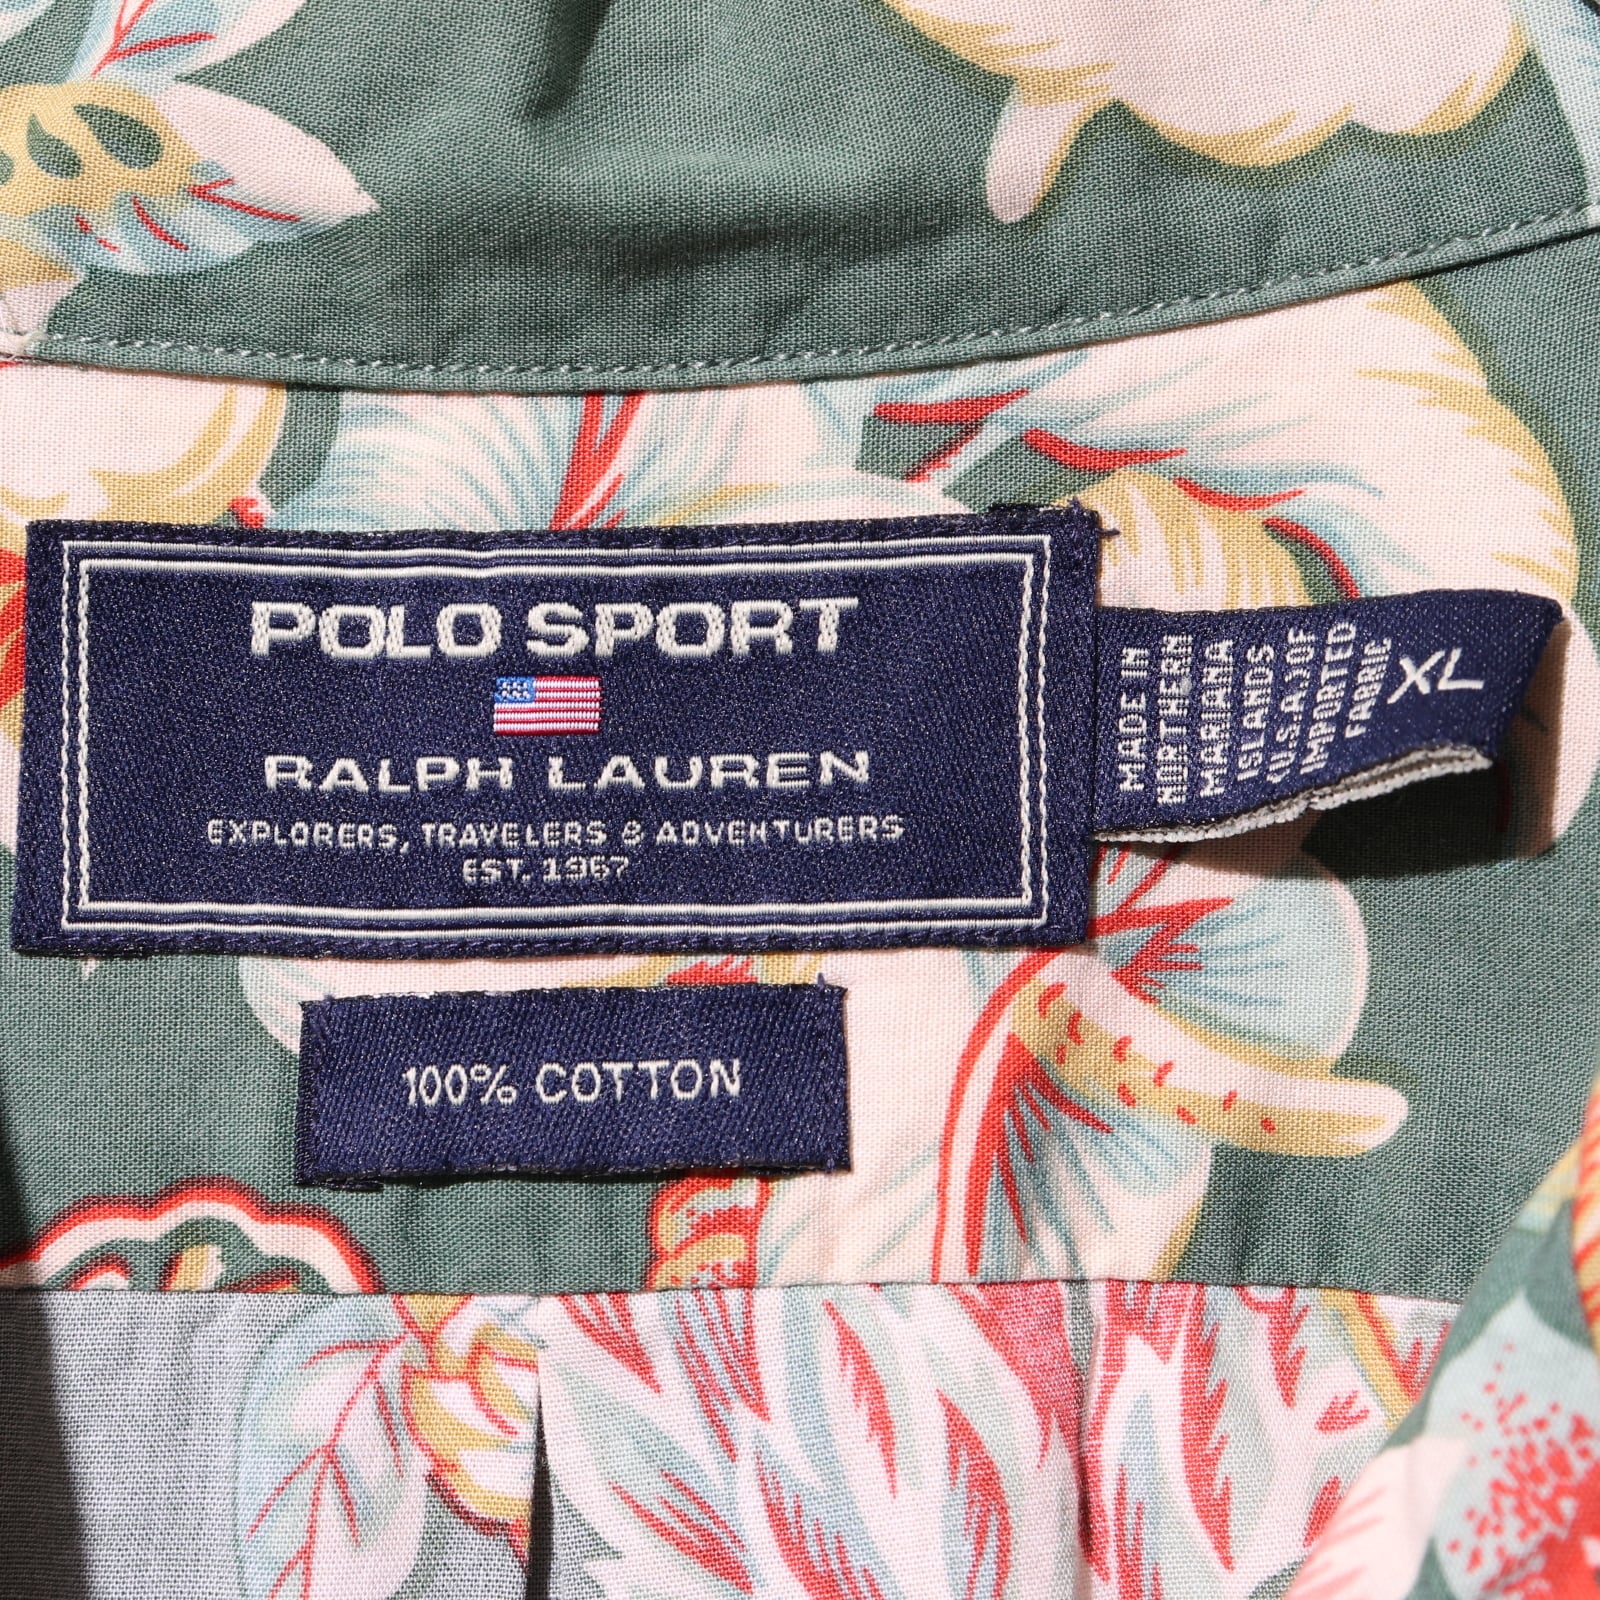 POLO SPORT
RALPH LAUREN
EXPLORERS, TRAVELERS & ADVENTURERS
EST. 1967
MADE IN
NORTHERN
MARIANA
ISLANDS
(U.S.A.) OF
IMPORTED
FABRIC
XL
100% COTTON